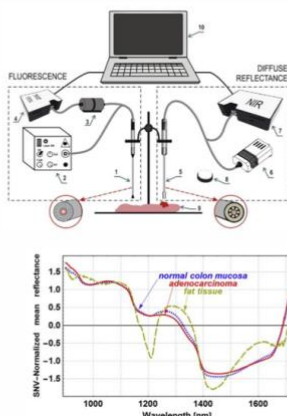 19
FLUORESCENCE
DIFFUSE
REFLECTANCE
4
3
NIR
7
2
1
5
8
6
9
SNV-Normalized mean reflectance
1.5
1.0
0.5
0.0
-0.5
-1.0
-1.5
normal colon mucosa
adenocarcinoma
fat tissue
1000
1200
1400
1600
Wavelength [nm]